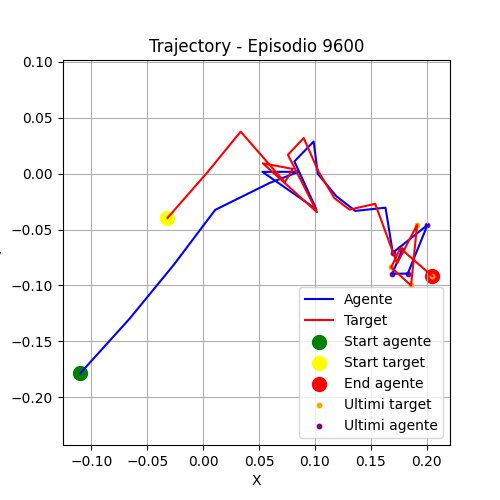 Trajectory - Episodio 9600
0.10
0.05
0.00
−0.05
−0.10
−0.15
−0.20
−0.10
−0.05
0.00
0.05
0.10
0.15
0.20
X
Agente
Target
Start agente
Start target
End agente
Ultimi target
Ultimi agente